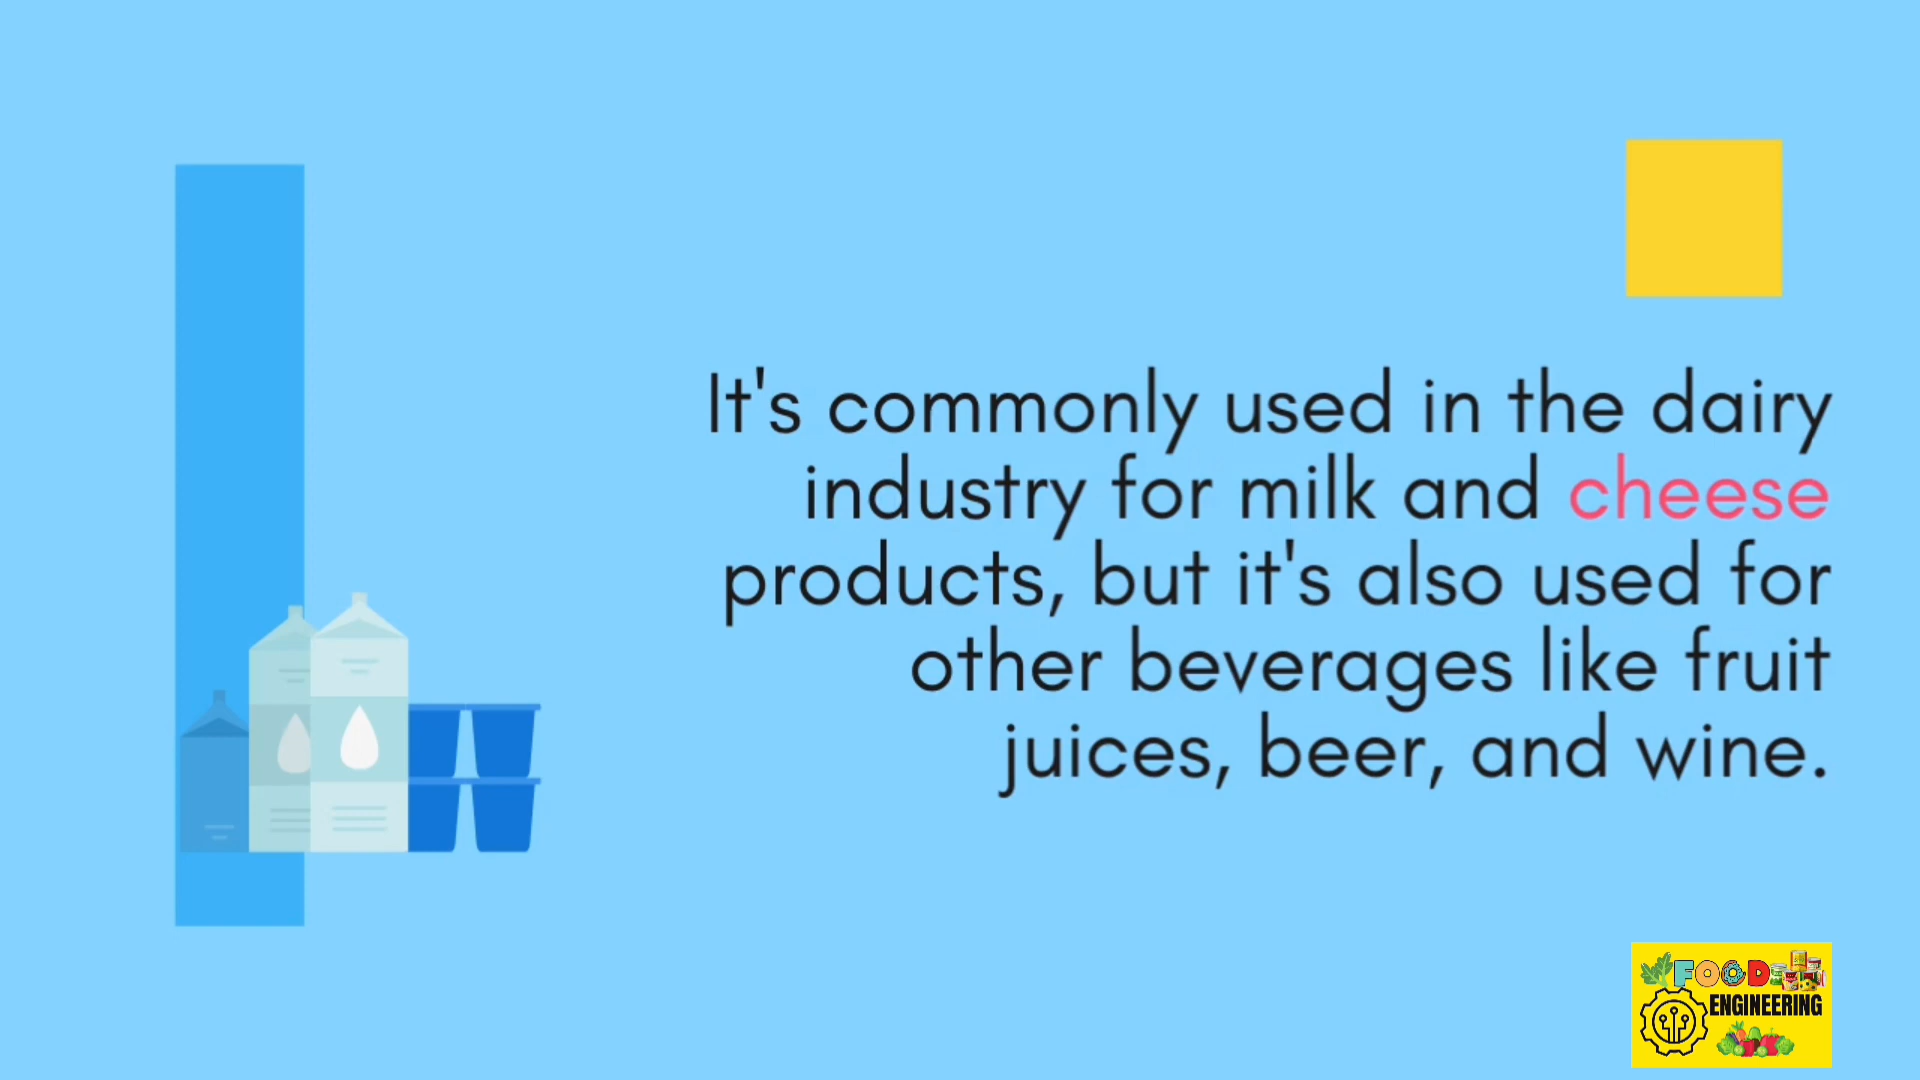 It's commonly used in the dairy
industry for milk and cheese
products, but it's also used for
other beverages like fruit
juices, beer, and wine.
FOOD
ENGINEERING